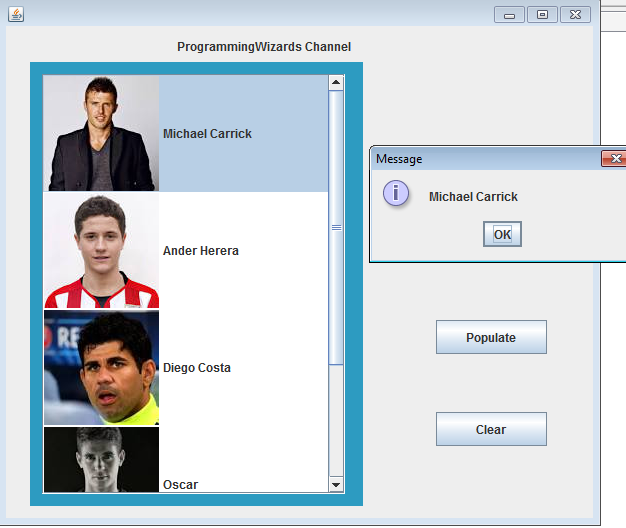 ProgrammingWizards Channel
Michael Carrick
Ander Herera
Diego Costa
Oscar
Message
Michael Carrick
OK
Populate
Clear